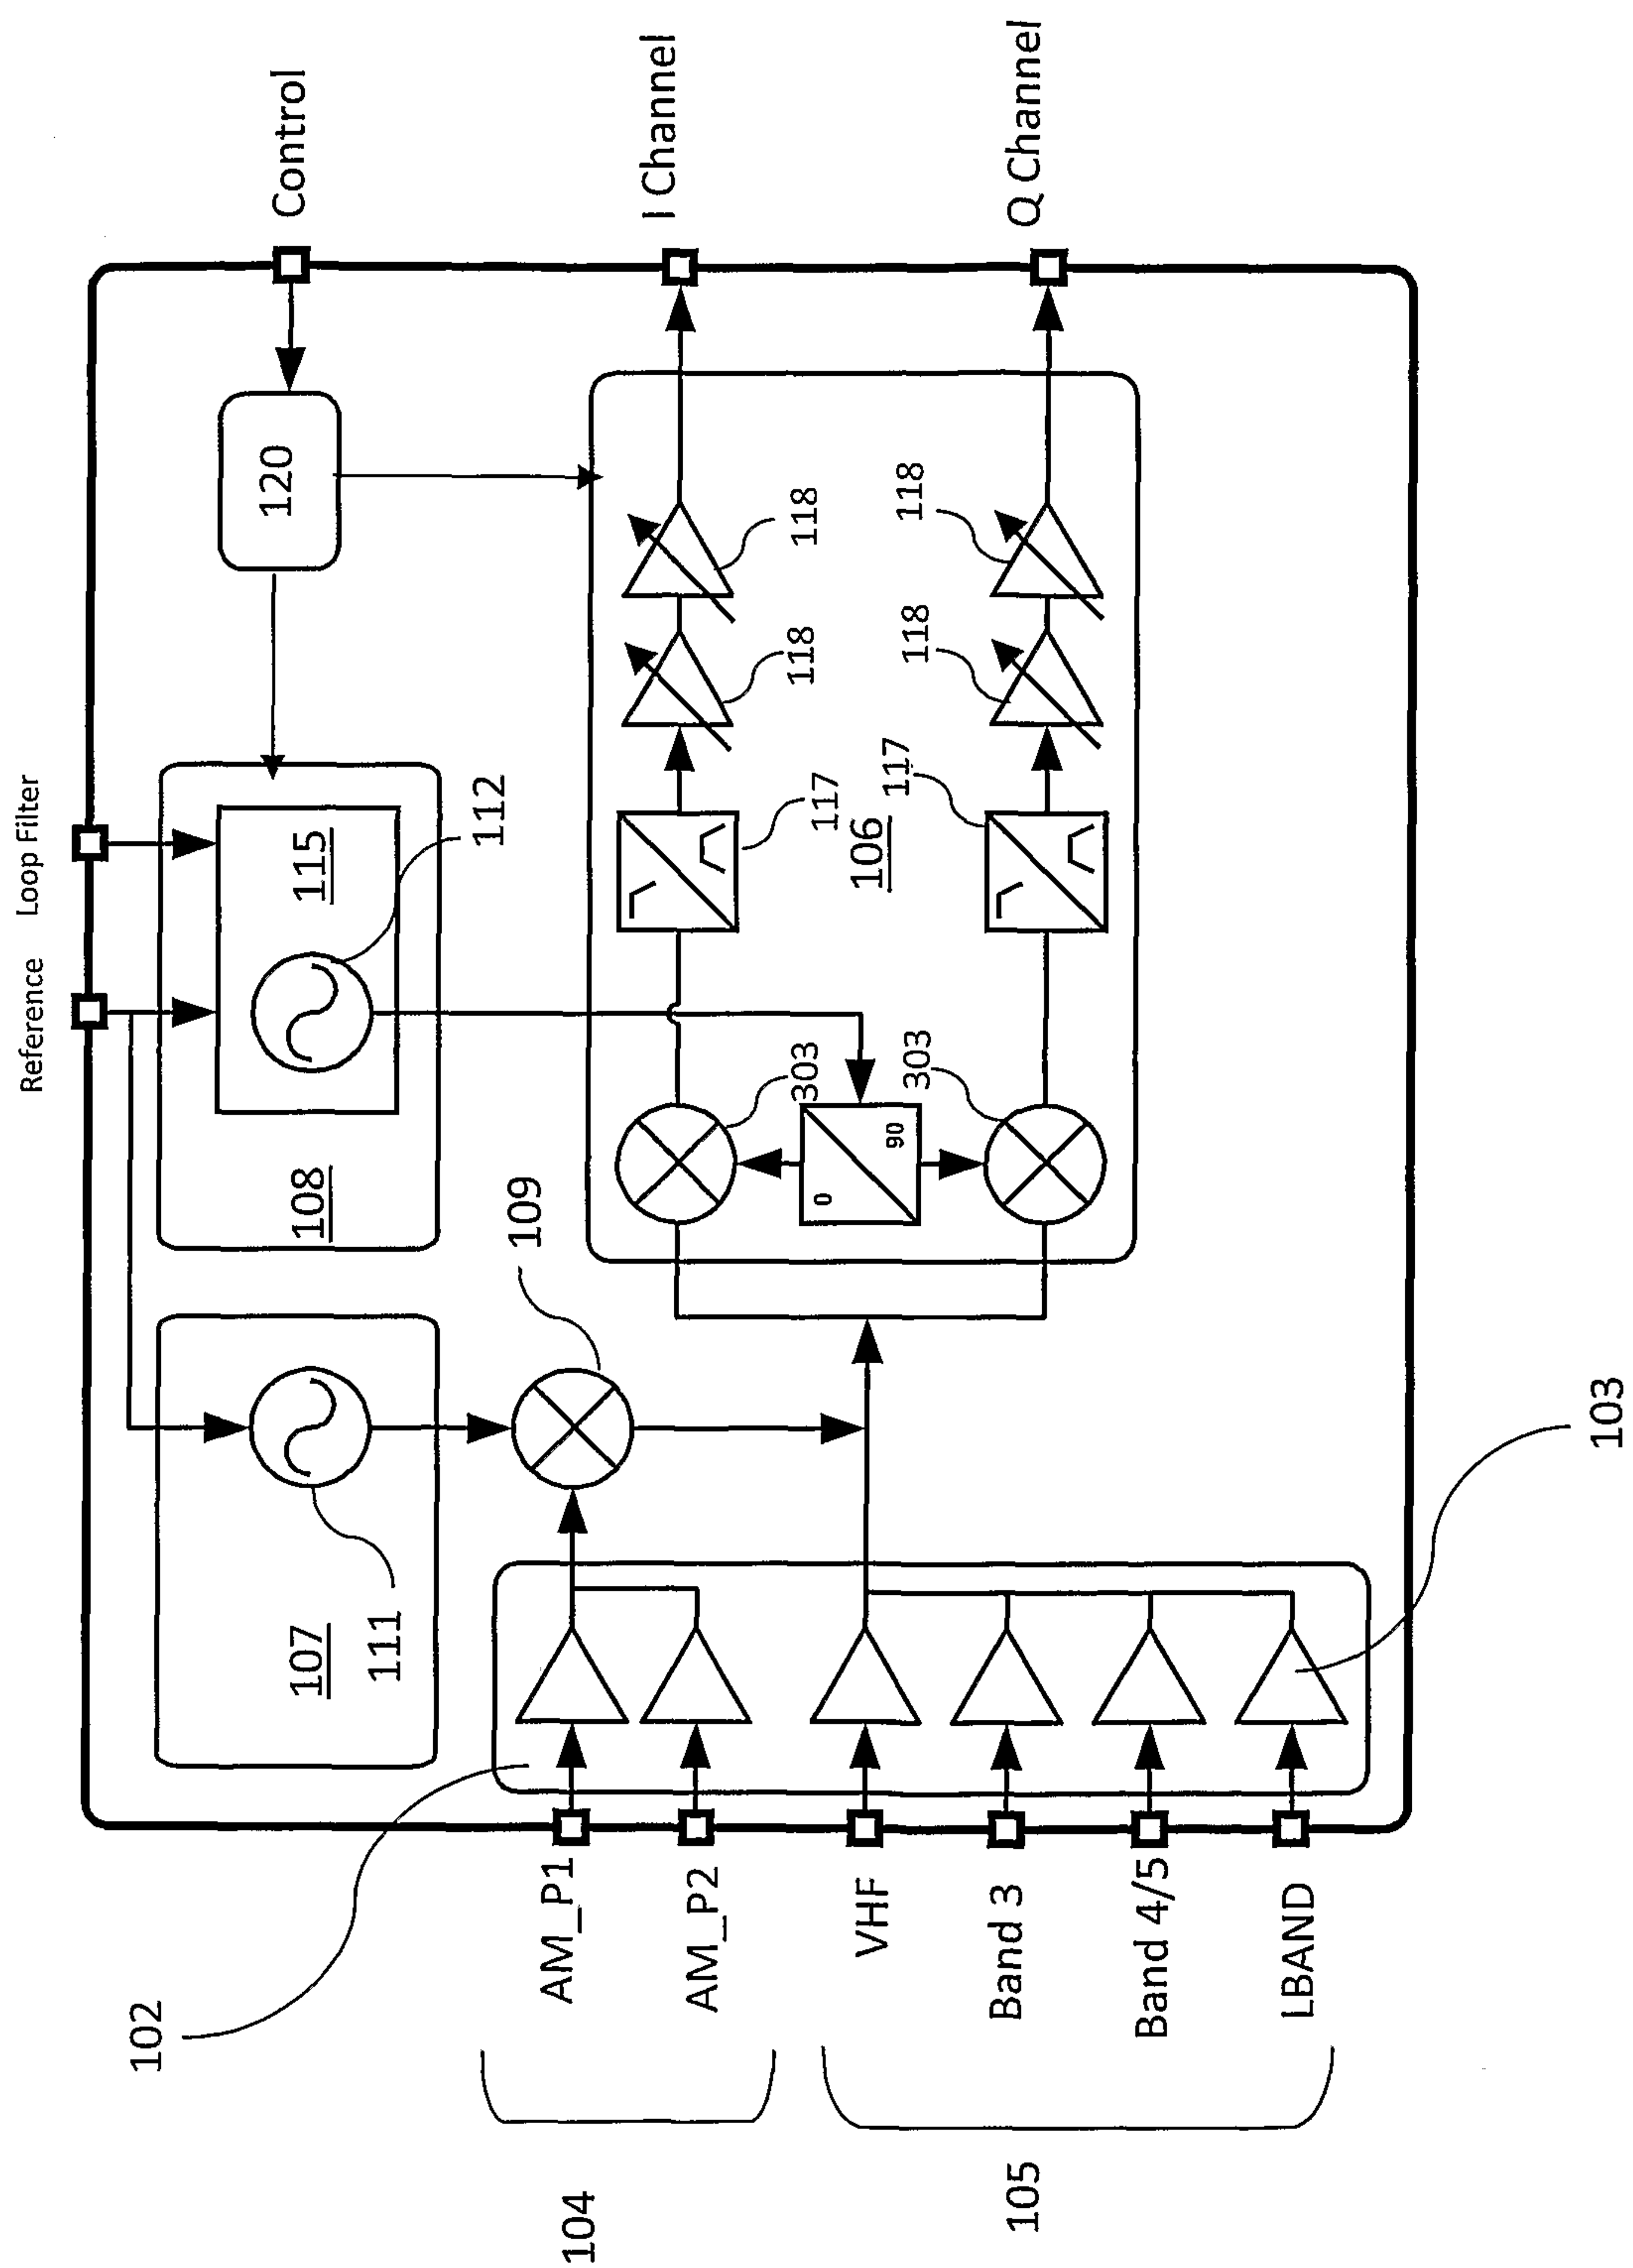 Reference Loop Filter
102
107
108
115
120
Control
111
112
109
104
AM_P1
I Channel
AM_P2
303
118
118
117
0
90
VHF
106
117
303
118
118
105
Band 3
Q Channel
Band 4/5
LBAND
103